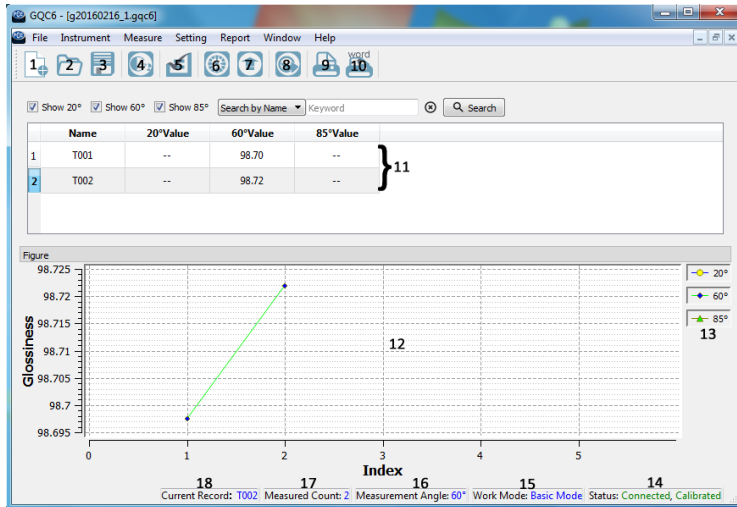 GQC6 - [g20160216_1.gqc6]
File Instrument Measure Setting Report Window Help
word
1 2 3 4 5 6 7 8 9 10
Show 20° Show 60° Show 85° Search by Name Keyword Search
Name 20°Value 60°Value 85°Value
1 T001 -- 98.70 --
11
2 T002 -- 98.72 --
Figure
98.725
98.72
98.715
98.71
98.705
98.7
98.695
Glossiness
12
20°
60°
85°
13
0 1 2 3 4 5
Index
18 17 16 15 14
Current Record: T002 Measured Count: 2 Measurement Angle: 60° Work Mode: Basic Mode Status: Connected, Calibrated